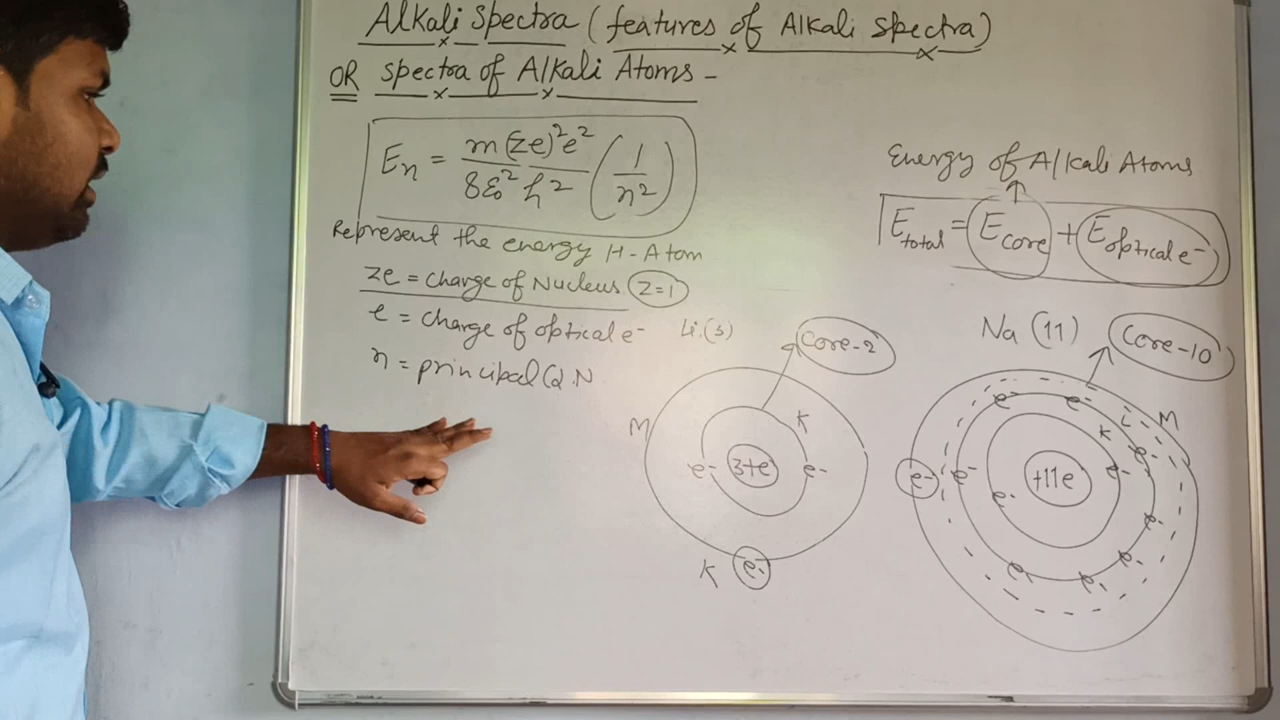 Alkali Spectra (features of Alkali Spectra)
OR Spectra of Alkali Atoms -
En = m(Ze)²e² / 8ε₀²h² (1/n²)
Represent the energy H-Atom
Ze = Charge of Nucleus Z=1
e = Charge of optical e-
n = principal Q.N
Energy of Alkali Atoms
Etotal = Ecore + Eoptical e-
Li.(3)
Core-2
M
K
3+e
e-
e-
K
e-
Na (11)
Core-10
M
L
K
+11e
e-
e-
e-
e-
e-
e-
e-
e-
e-
e-
e-